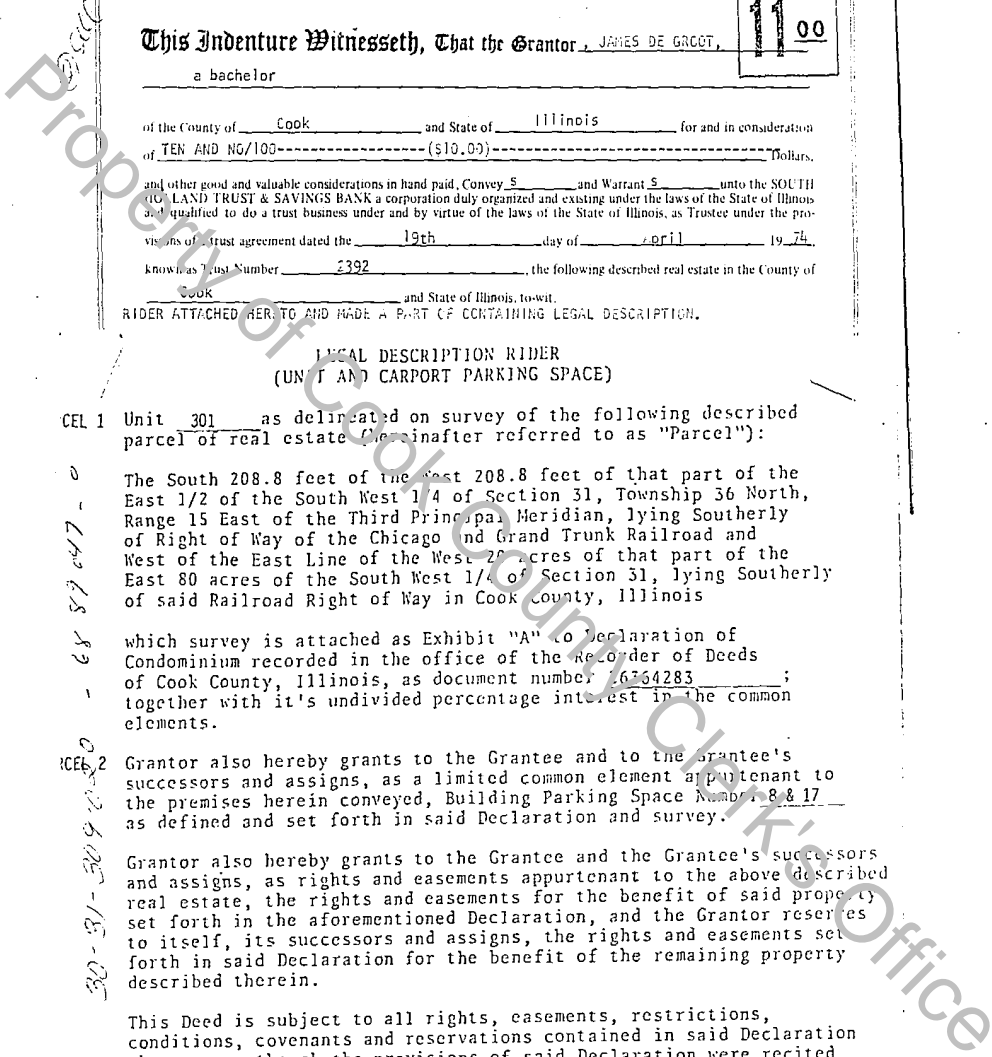 11 00
This Indenture Witnesseth, That the Grantor, JAMES DE GROOT,
a bachelor
of the County of Cook and State of Illinois for and in consideration
of TEN AND NO/100-----------------($10.00)---------------------------------- Dollars,
and other good and valuable considerations in hand paid, Convey S and Warrant S unto the SOUTH
HOLLAND TRUST & SAVINGS BANK a corporation duly organized and existing under the laws of the State of Illinois
and qualified to do a trust business under and by virtue of the laws of the State of Illinois, as Trustee under the pro-
visions of a trust agreement dated the 19th day of April 19 74,
known as Trust Number 2392, the following described real estate in the County of
Cook and State of Illinois, to-wit,
RIDER ATTACHED HERETO AND MADE A PART OF CONTAINING LEGAL DESCRIPTION.
LEGAL DESCRIPTION RIDER
(UNIT AND CARPORT PARKING SPACE)
CEL 1 Unit 301 as delineated on survey of the following described
parcel of real estate (hereinafter referred to as "Parcel"):
The South 208.8 feet of the West 208.8 feet of that part of the
East 1/2 of the South West 1/4 of Section 31, Township 36 North,
Range 15 East of the Third Principal Meridian, lying Southerly
of Right of Way of the Chicago and Grand Trunk Railroad and
West of the East Line of the West 20 acres of that part of the
East 80 acres of the South West 1/4 of Section 31, lying Southerly
of said Railroad Right of Way in Cook County, Illinois
which survey is attached as Exhibit "A" to Declaration of
Condominium recorded in the office of the Recorder of Deeds
of Cook County, Illinois, as document number 26364283;
together with it's undivided percentage interest in the common
elements.
RCEL 2 Grantor also hereby grants to the Grantee and to the Grantee's
successors and assigns, as a limited common element appurtenant to
the premises herein conveyed, Building Parking Space Number 8 & 17
as defined and set forth in said Declaration and survey.
Grantor also hereby grants to the Grantee and the Grantee's successors
and assigns, as rights and easements appurtenant to the above described
real estate, the rights and easements for the benefit of said property
set forth in the aforementioned Declaration, and the Grantor reserves
to itself, its successors and assigns, the rights and easements set
forth in said Declaration for the benefit of the remaining property
described therein.
This Deed is subject to all rights, easements, restrictions,
conditions, covenants and reservations contained in said Declaration
the provisions of said Declaration were recited
Property of Cook County Clerk's Office